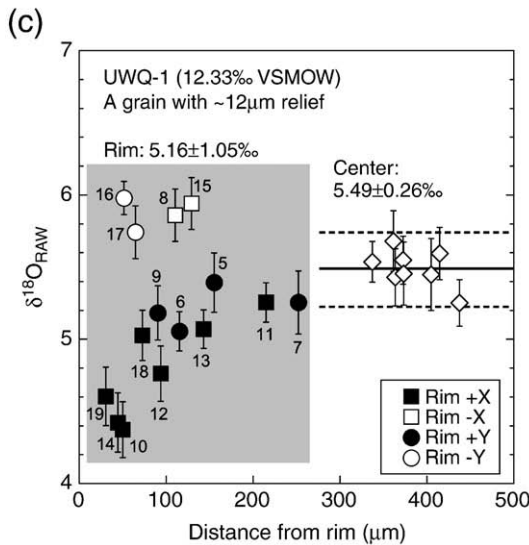 (c)
7
UWQ-1 (12.33‰ VSMOW)
A grain with ~12μm relief
Rim: 5.16±1.05‰
Center:
5.49±0.26‰
6
5
4
δ18ORAW
16
8
15
17
9
5
6
18
13
11
7
12
19
14
10
Rim +X
Rim -X
Rim +Y
Rim -Y
0
100
200
300
400
500
Distance from rim (μm)